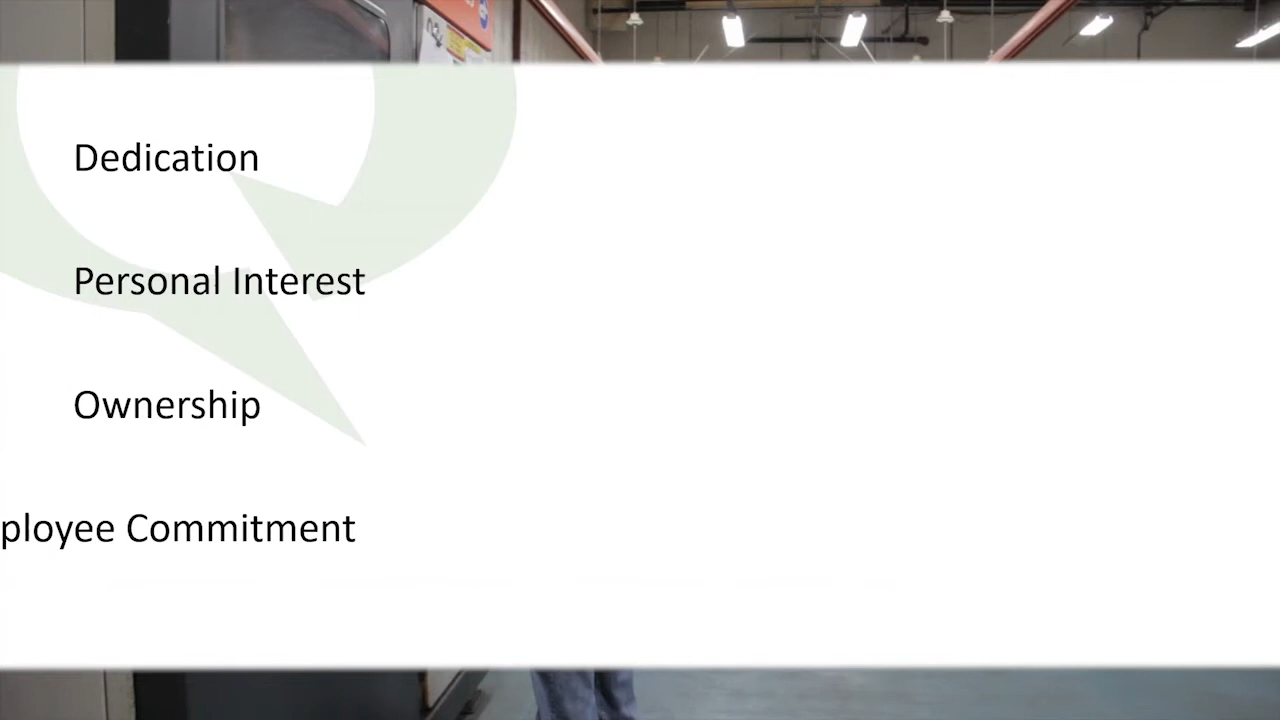 Dedication
Personal Interest
Ownership
ployee Commitment